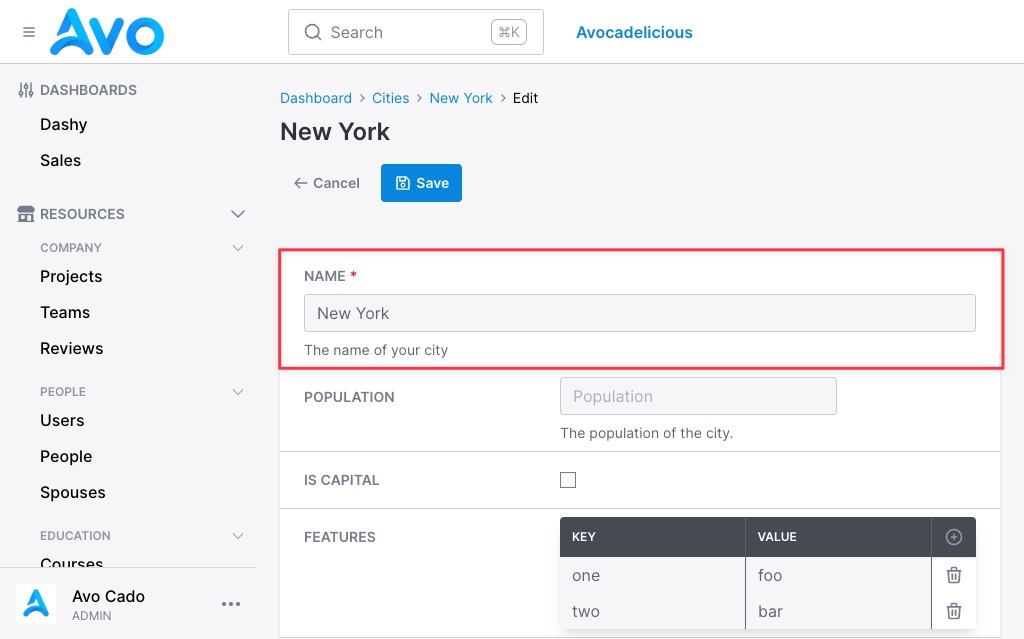 Avo
Search
⌘K
Avocadelicious
DASHBOARDS
Dashy
Sales
RESOURCES
COMPANY
Projects
Teams
Reviews
PEOPLE
Users
People
Spouses
EDUCATION
Courses
Avo Cado
ADMIN
Dashboard > Cities > New York > Edit
New York
← Cancel
Save
NAME *
New York
The name of your city
POPULATION
Population
The population of the city.
IS CAPITAL
FEATURES
KEY VALUE
one foo
two bar